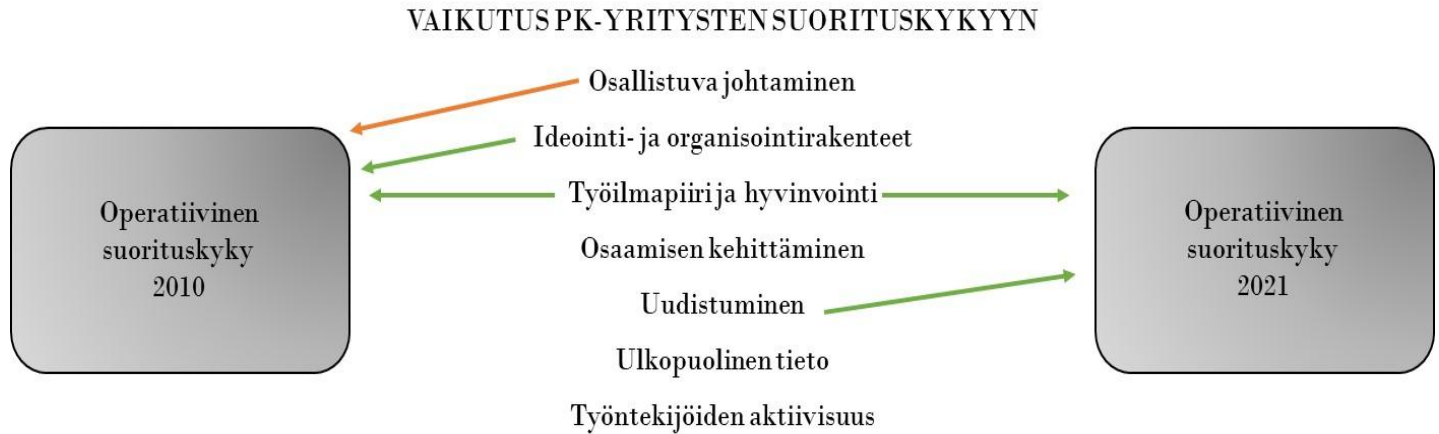 VAIKUTUS PK-YRITYSTEN SUORITUSKYKYYN
Osallistuva johtaminen
Ideointi- ja organisointirakenteet
Työilmapiiri ja hyvinvointi
Osaamisen kehittäminen
Uudistuminen
Ulkopuolinen tieto
Työntekijöiden aktiivisuus
Operatiivinen
suorituskyky
2010
Operatiivinen
suorituskyky
2021